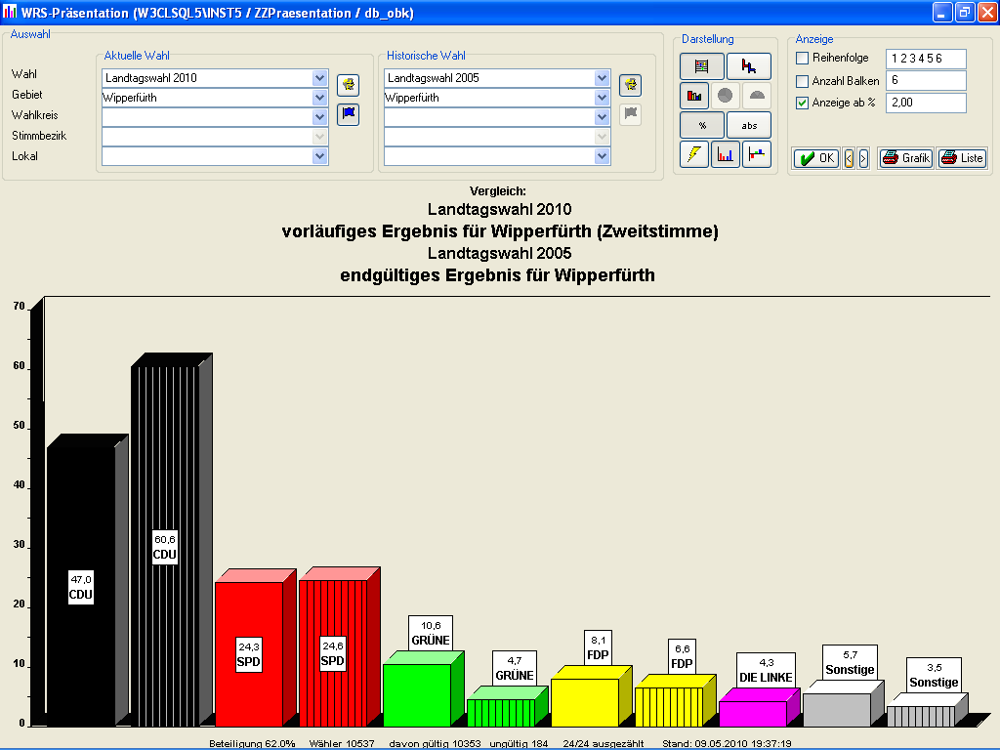 WRS-Präsentation (W3CLSQL5\INST5 / ZZPraesentation / db_obk)
Auswahl
Wahl
Gebiet
Wahlkreis
Stimmbezirk
Lokal
Aktuelle Wahl
Landtagswahl 2010
Wipperfürth
Historische Wahl
Landtagswahl 2005
Wipperfürth
Darstellung
% abs
Anzeige
Reihenfolge 1 2 3 4 5 6
Anzahl Balken 6
Anzeige ab % 2,00
OK < > Grafik Liste
Vergleich:
Landtagswahl 2010
vorläufiges Ergebnis für Wipperfürth (Zweitstimme)
Landtagswahl 2005
endgültiges Ergebnis für Wipperfürth
70
60
50
40
30
20
10
0
47,0
CDU
60,6
CDU
24,3
SPD
24,6
SPD
10,6
GRÜNE
4,7
GRÜNE
8,1
FDP
6,6
FDP
4,3
DIE LINKE
5,7
Sonstige
3,5
Sonstige
Beteiligung 62.0% Wähler 10537 davon gültig 10353 ungültig 184 24/24 ausgezählt Stand: 09.05.2010 19:37:19